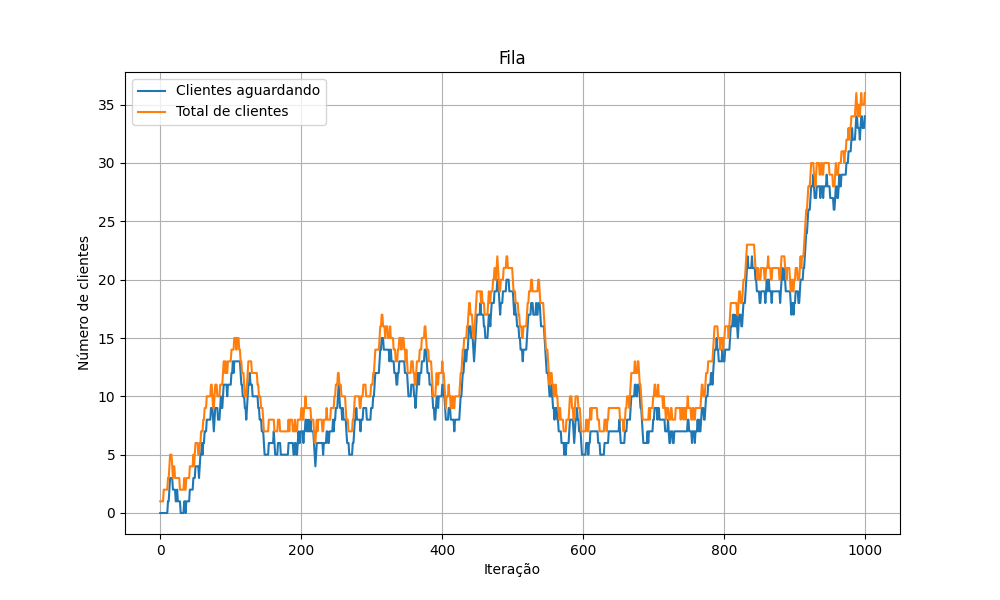 Fila
Clientes aguardando
Total de clientes
Número de clientes
35
30
25
20
15
10
5
0
0 200 400 600 800 1000
Iteração